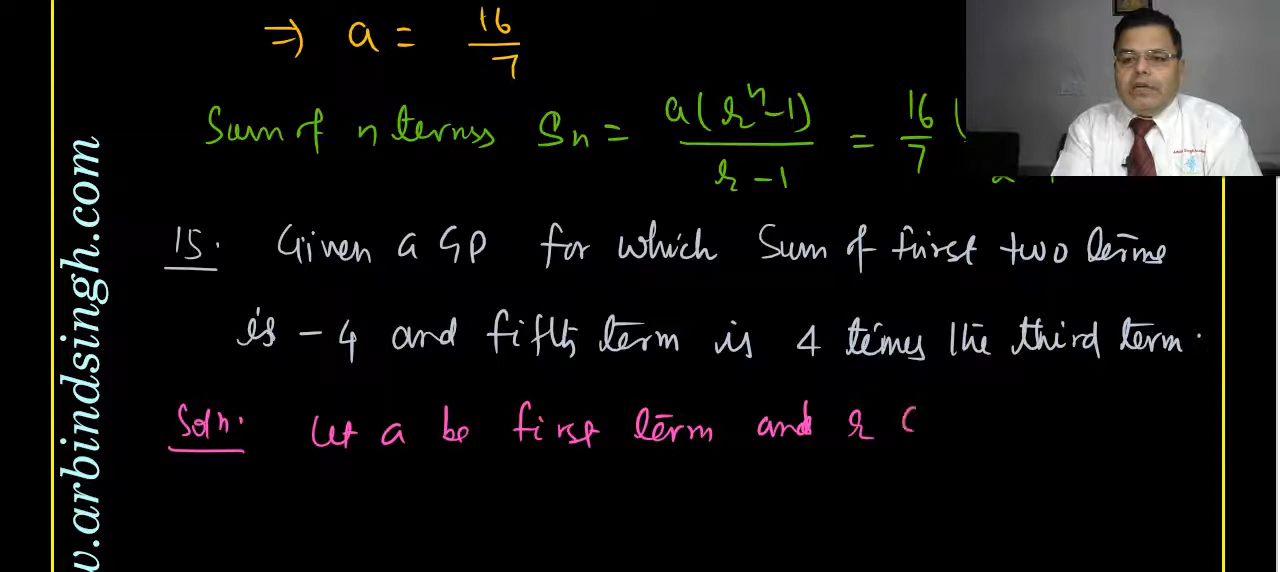 ⇒ a = 16/7
Sum of n terms Sn = a(r^n-1)/r-1 = 16/7 (
15. Given a GP for which Sum of first two terms
is -4 and fifth term is 4 times the third term.
Soln. Let a be first term and r C
w.arbindsingh.com